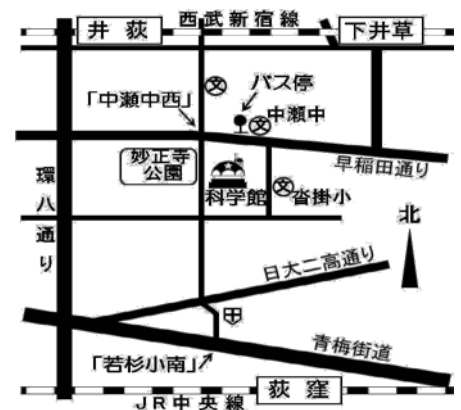 西武新宿線
井荻
下井草
文
バス停
「中瀬中西」
文
中瀬中
早稲田通り
妙正寺
公園
科学館
文
沓掛小
環八通り
北
日大二高通り
青梅街道
「若杉小南」
荻窪
JR中央線